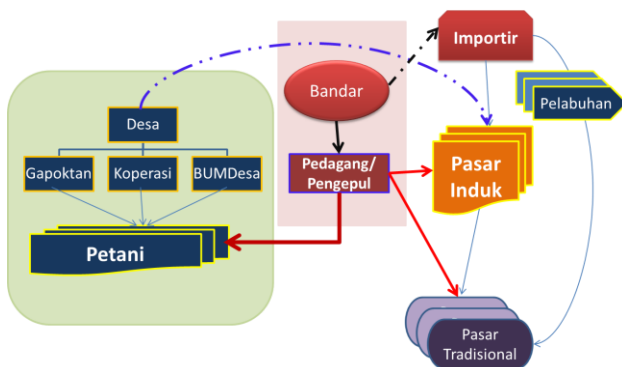 Importir
Bandar
Pelabuhan
Desa
Gapoktan
Koperasi
BUMDesa
Pedagang/
Pengepul
Pasar
Induk
Petani
Pasar
Tradisional